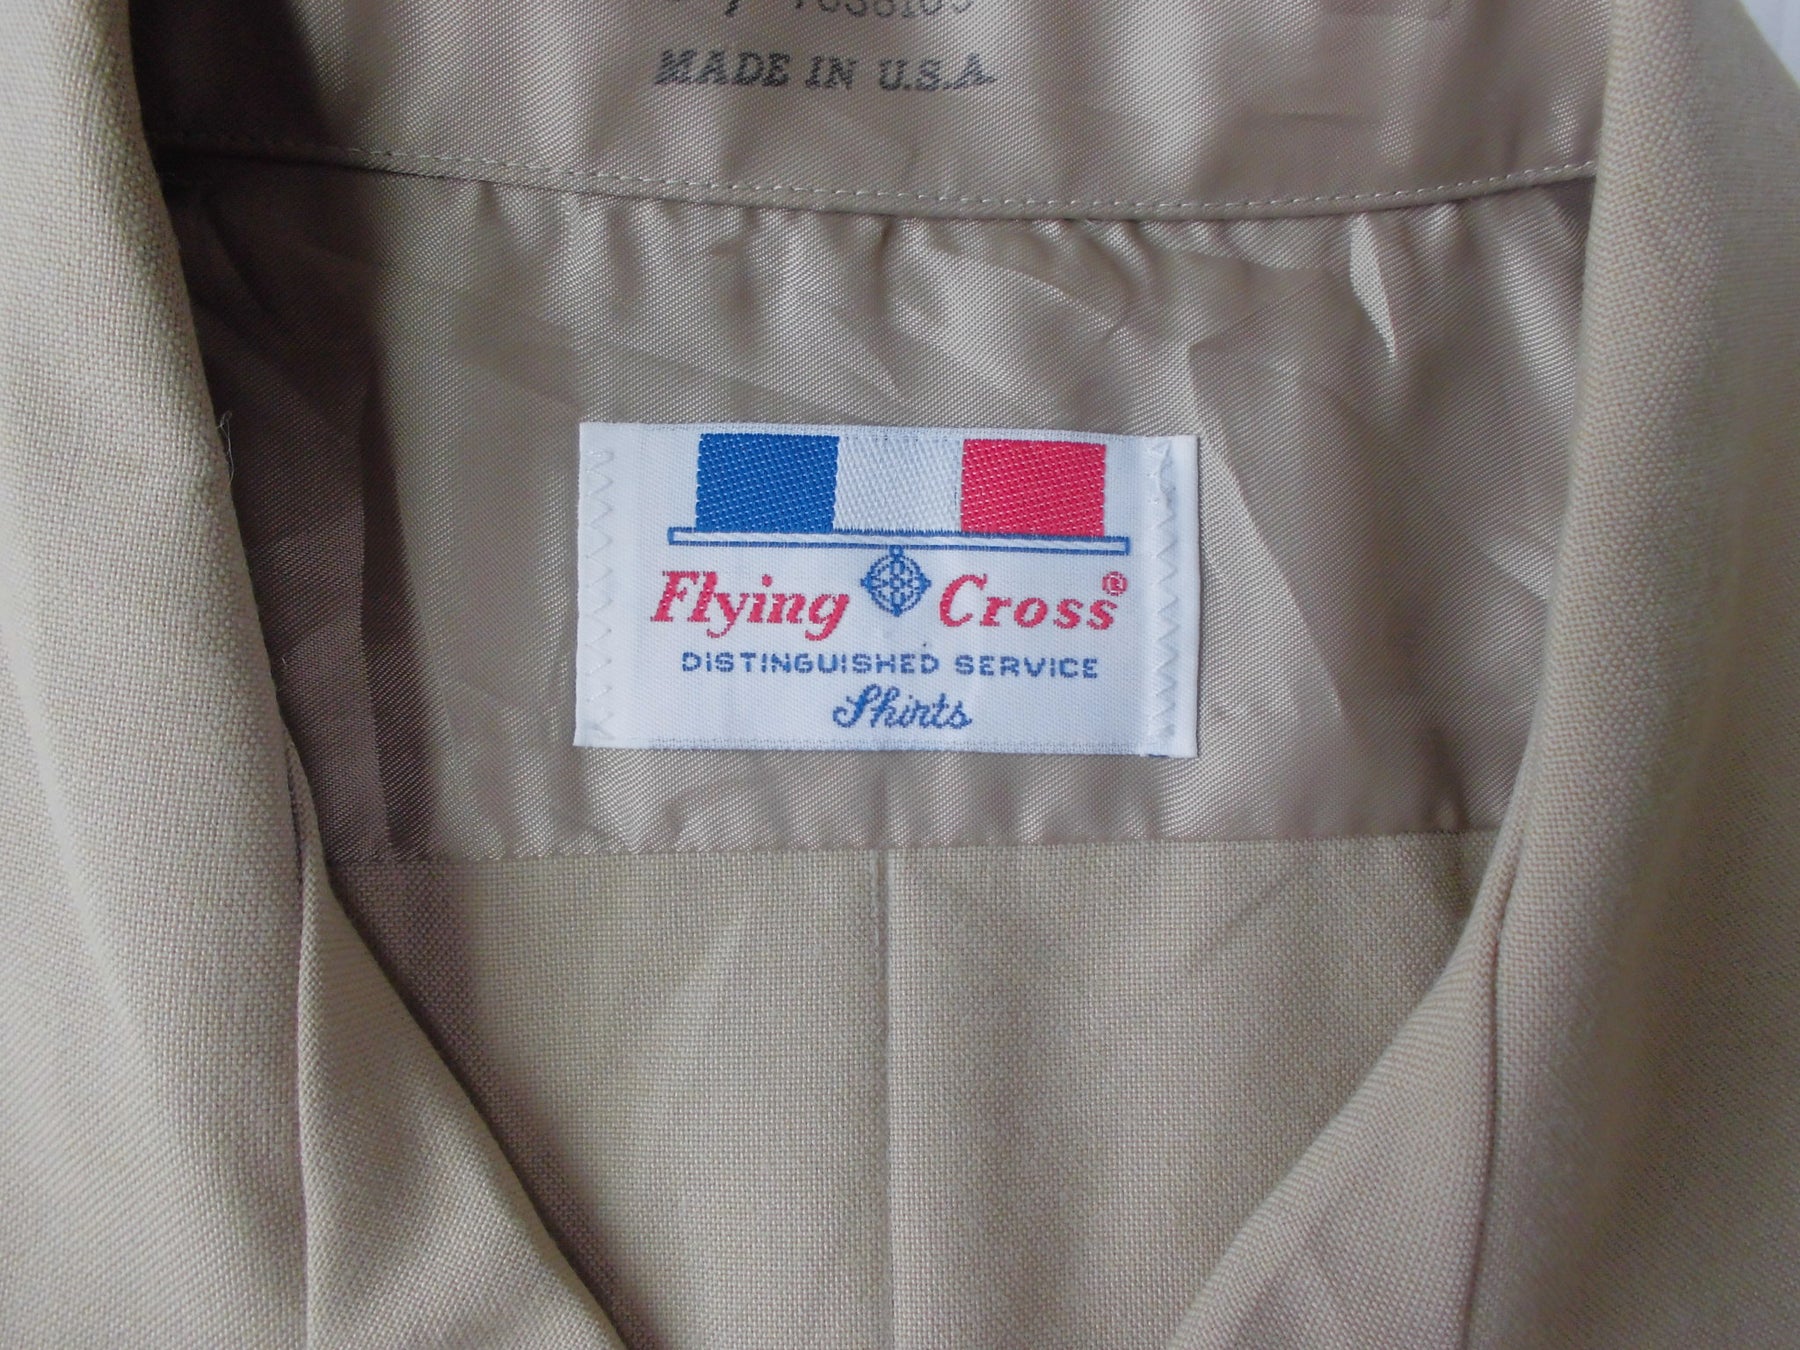 MADE IN U.S.A.
Flying Cross®
DISTINGUISHED SERVICE
Shirts